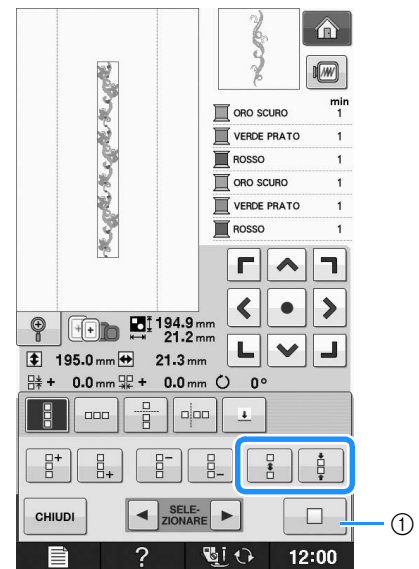 min
ORO SCURO 1
VERDE PRATO 1
ROSSO 1
ORO SCURO 1
VERDE PRATO 1
ROSSO 1
194.9 mm
21.2 mm
195.0 mm 21.3 mm
+ 0.0 mm + 0.0 mm 0°
CHIUDI
SELE-
ZIONARE
①
? 12:00